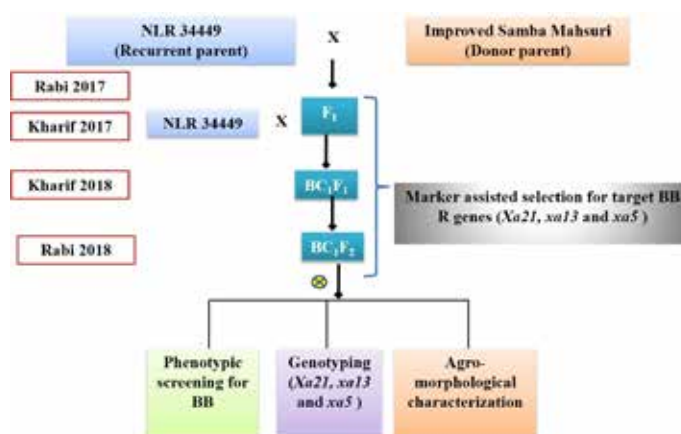 NLR 34449
(Recurrent parent)
X
Improved Samba Mahsuri
(Donor parent)
Rabi 2017
Kharif 2017
NLR 34449
X
F₁
Kharif 2018
BC₁F₁
Marker assisted selection for target BB
R genes (Xa21, xa13 and xa5 )
Rabi 2018
BC₁F₂
Phenotypic
screening for
BB
Genotyping
(Xa21, xa13
and xa5 )
Agro-
morphological
characterization